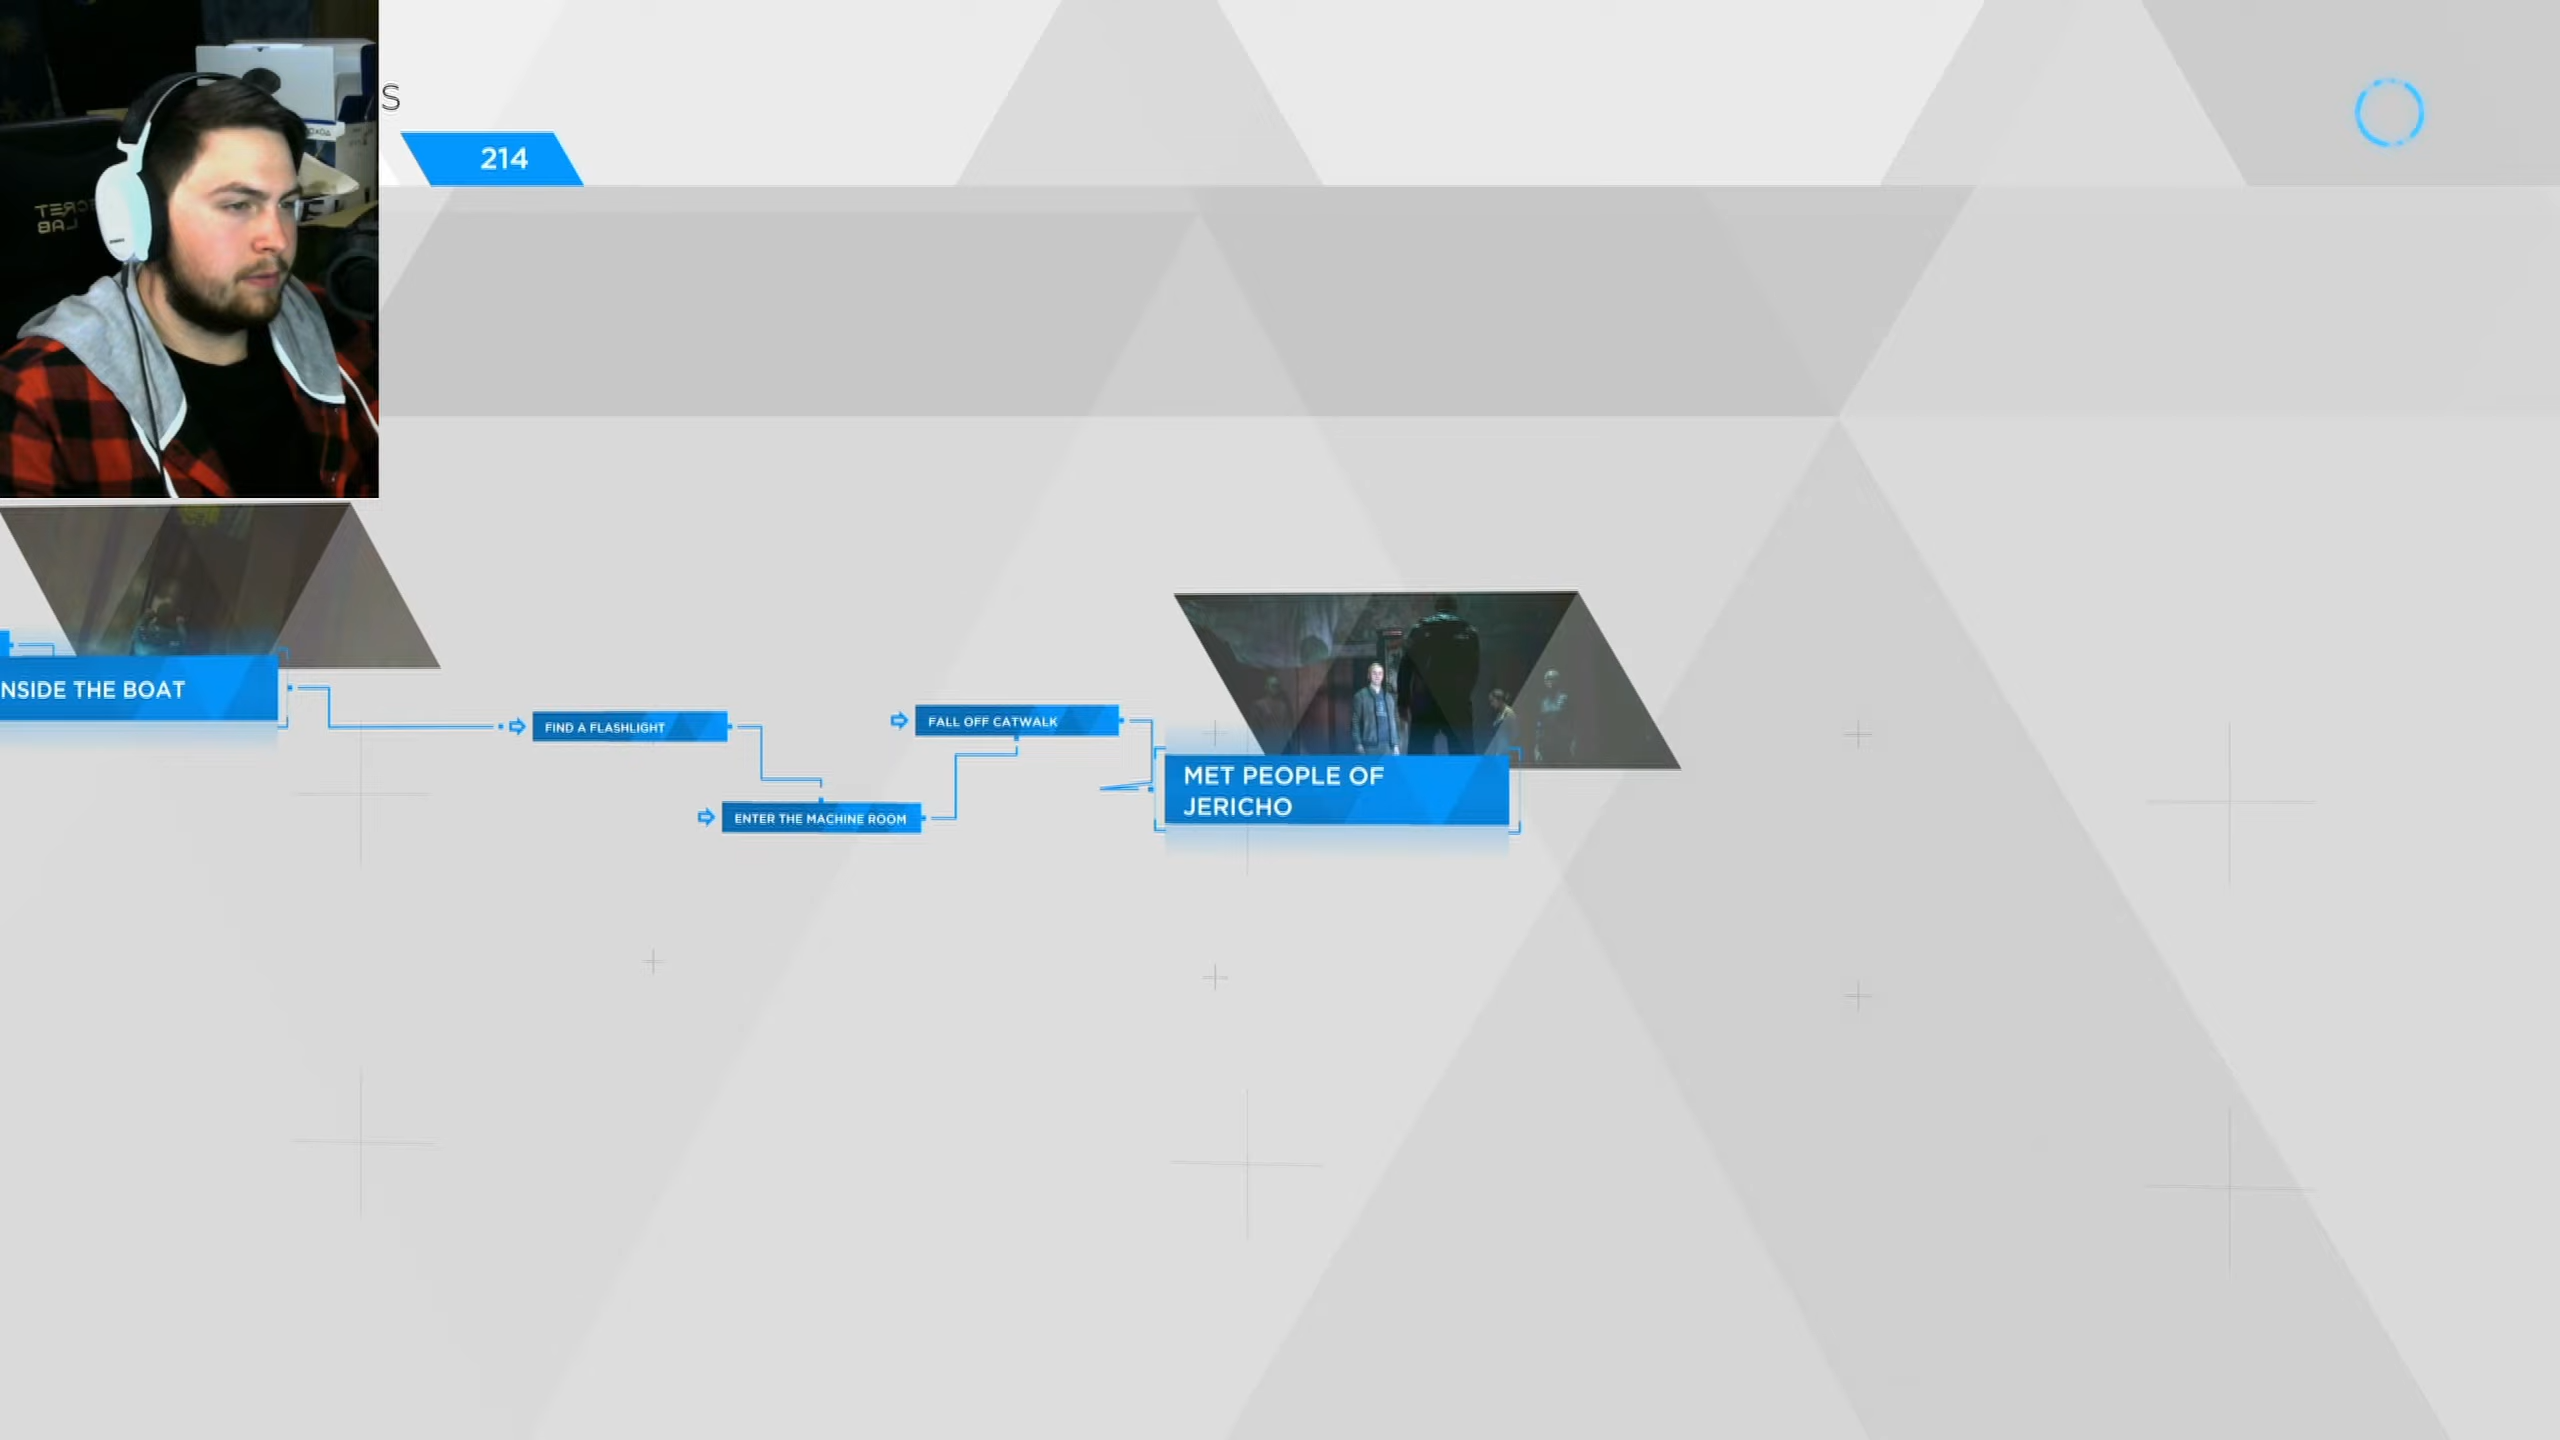 S
214
NSIDE THE BOAT
FIND A FLASHLIGHT
FALL OFF CATWALK
ENTER THE MACHINE ROOM
MET PEOPLE OF
JERICHO